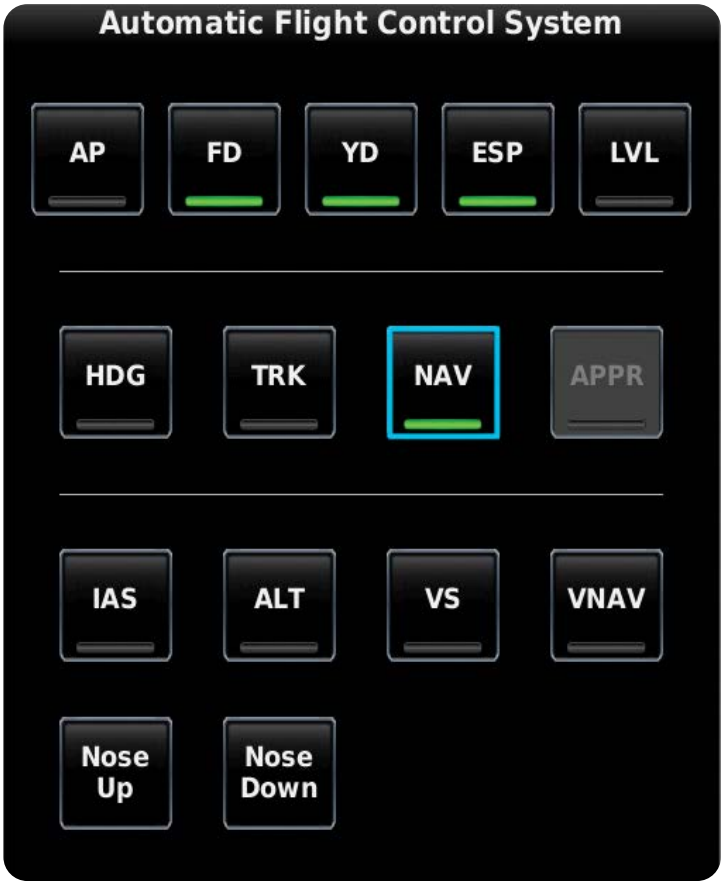 Automatic Flight Control System
AP FD YD ESP LVL
HDG TRK NAV APPR
IAS ALT VS VNAV
Nose Nose
Up Down